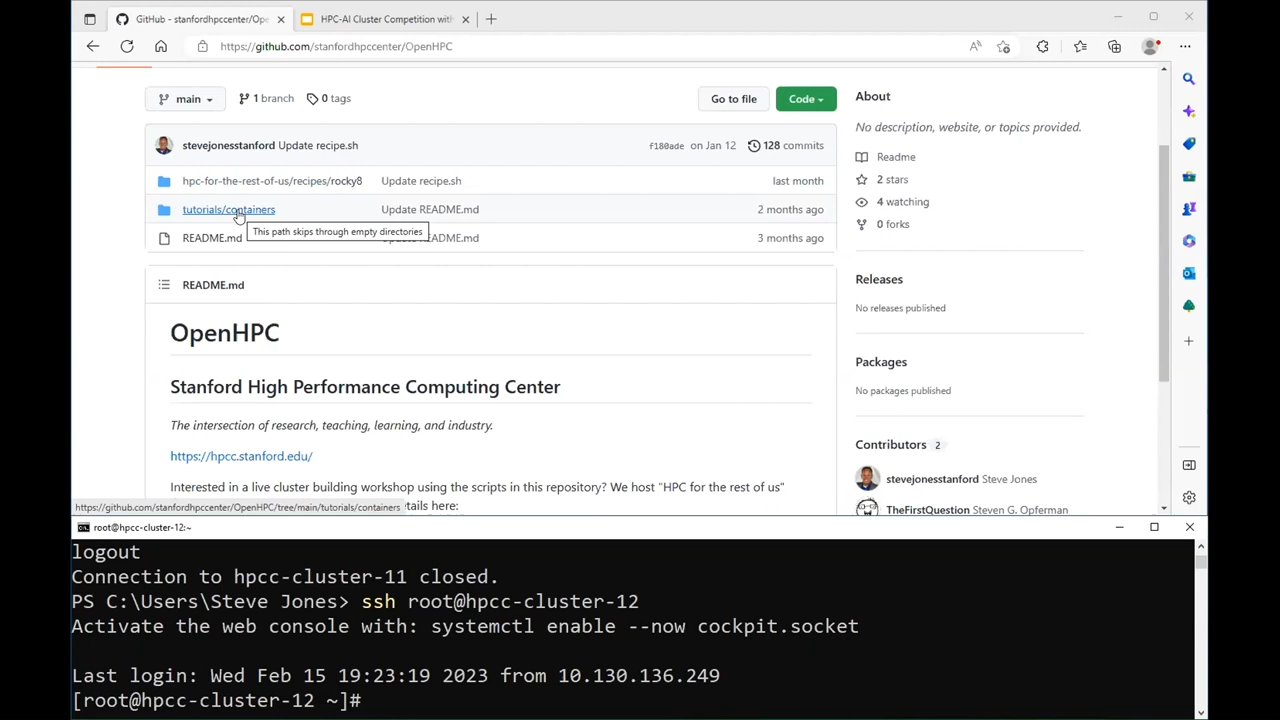 GitHub - stanfordhpccenter/Ope
HPC-AI Cluster Competition with
https://github.com/stanfordhpccenter/OpenHPC
main
1 branch
0 tags
Go to file
Code
About
No description, website, or topics provided.
stevejonesstanford Update recipe.sh
f180ade on Jan 12
128 commits
Readme
hpc-for-the-rest-of-us/recipes/rocky8
Update recipe.sh
last month
2 stars
tutorials/containers
Update README.md
2 months ago
4 watching
This path skips through empty directories
0 forks
README.md
EADME.md
3 months ago
README.md
Releases
No releases published
OpenHPC
Packages
No packages published
Stanford High Performance Computing Center
The intersection of research, teaching, learning, and industry.
https://hpcc.stanford.edu/
Contributors 2
stevejonesstanford Steve Jones
Interested in a live cluster building workshop using the scripts in this repository? We host "HPC for the rest of us"
https://github.com/stanfordhpccenter/OpenHPC/tree/main/tutorials/containers
tails here:
TheFirstQuestion Steven G. Opferman
root@hpcc-cluster-12:~
logout
Connection to hpcc-cluster-11 closed.
PS C:\Users\Steve Jones> ssh root@hpcc-cluster-12
Activate the web console with: systemctl enable --now cockpit.socket
Last login: Wed Feb 15 19:23:19 2023 from 10.130.136.249
[root@hpcc-cluster-12 ~]#